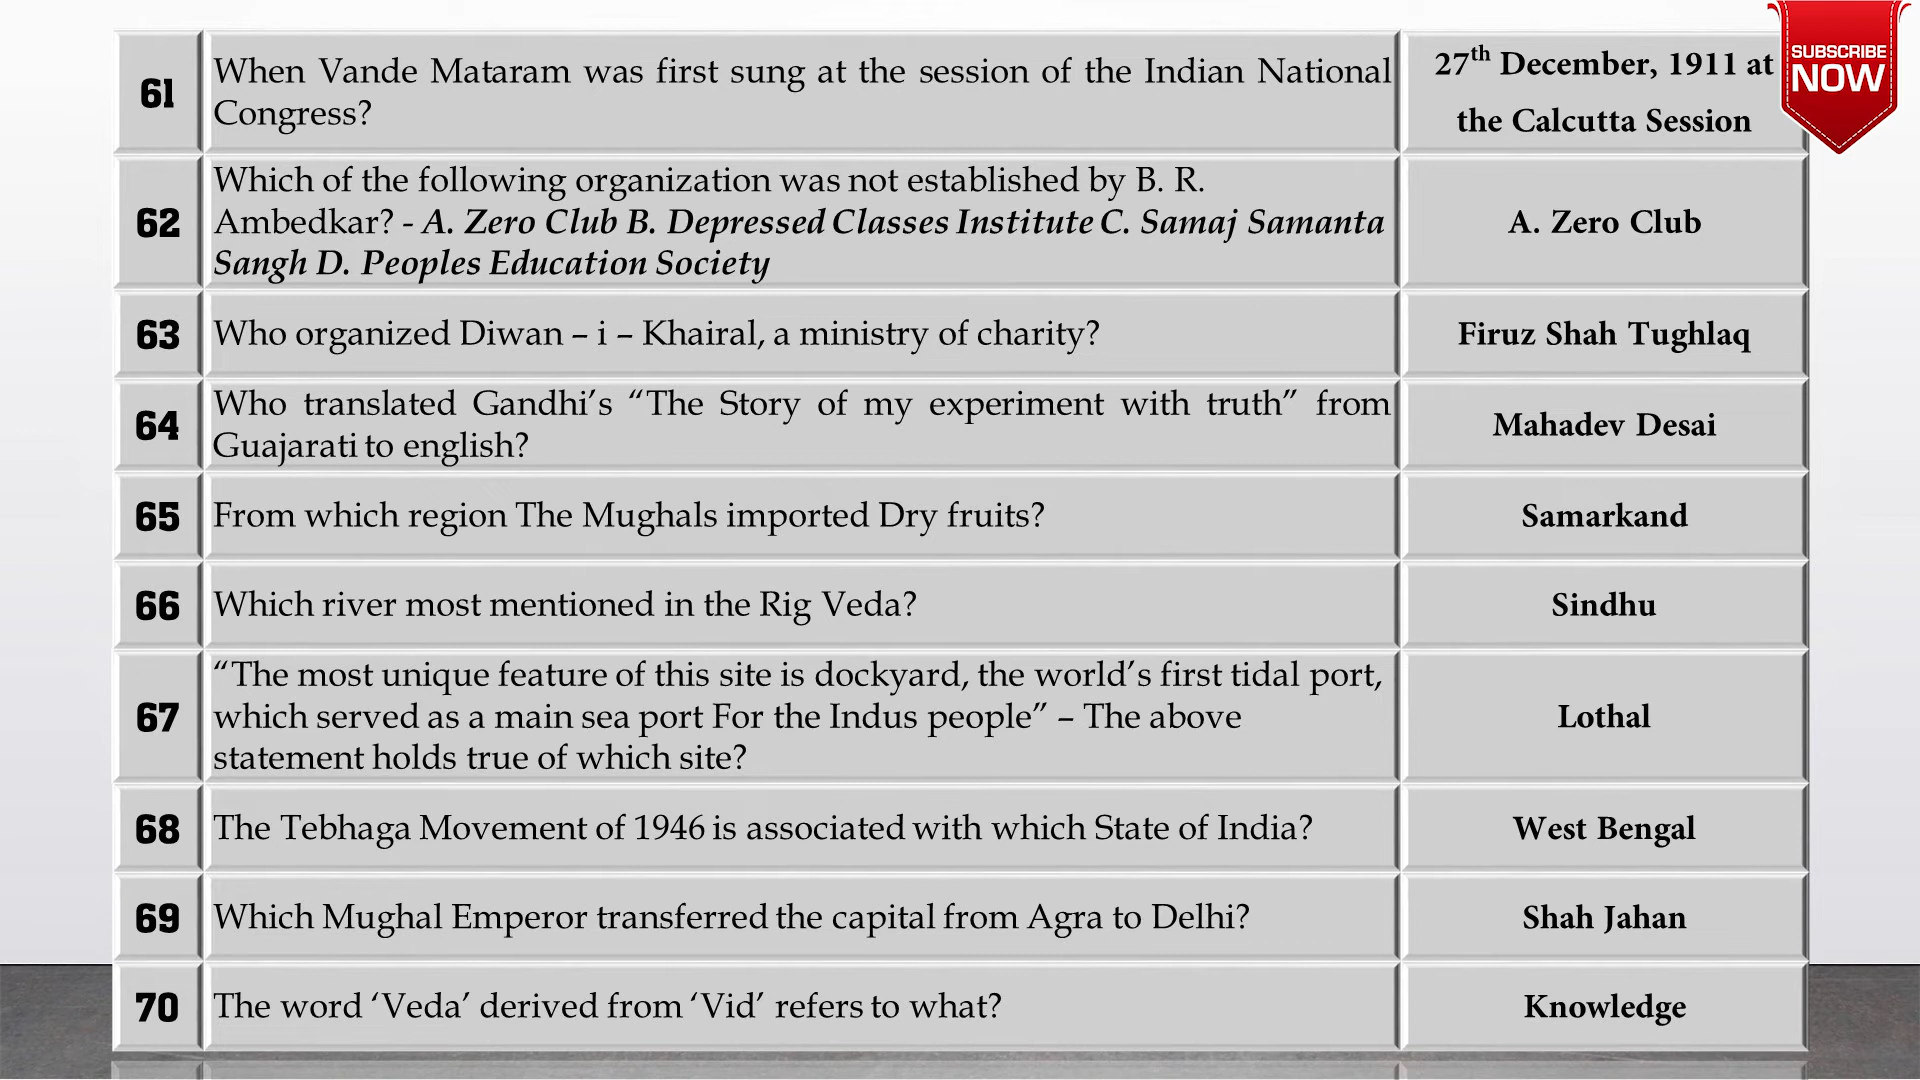 61
When Vande Mataram was first sung at the session of the Indian National
Congress?
27th December, 1911 at
the Calcutta Session
SUBSCRIBE
NOW
62
Which of the following organization was not established by B. R.
Ambedkar? - A. Zero Club B. Depressed Classes Institute C. Samaj Samanta
Sangh D. Peoples Education Society
A. Zero Club
63
Who organized Diwan – i – Khairal, a ministry of charity?
Firuz Shah Tughlaq
64
Who translated Gandhi’s “The Story of my experiment with truth” from
Guajarati to english?
Mahadev Desai
65
From which region The Mughals imported Dry fruits?
Samarkand
66
Which river most mentioned in the Rig Veda?
Sindhu
67
“The most unique feature of this site is dockyard, the world’s first tidal port,
which served as a main sea port For the Indus people” – The above
statement holds true of which site?
Lothal
68
The Tebhaga Movement of 1946 is associated with which State of India?
West Bengal
69
Which Mughal Emperor transferred the capital from Agra to Delhi?
Shah Jahan
70
The word ‘Veda’ derived from ‘Vid’ refers to what?
Knowledge